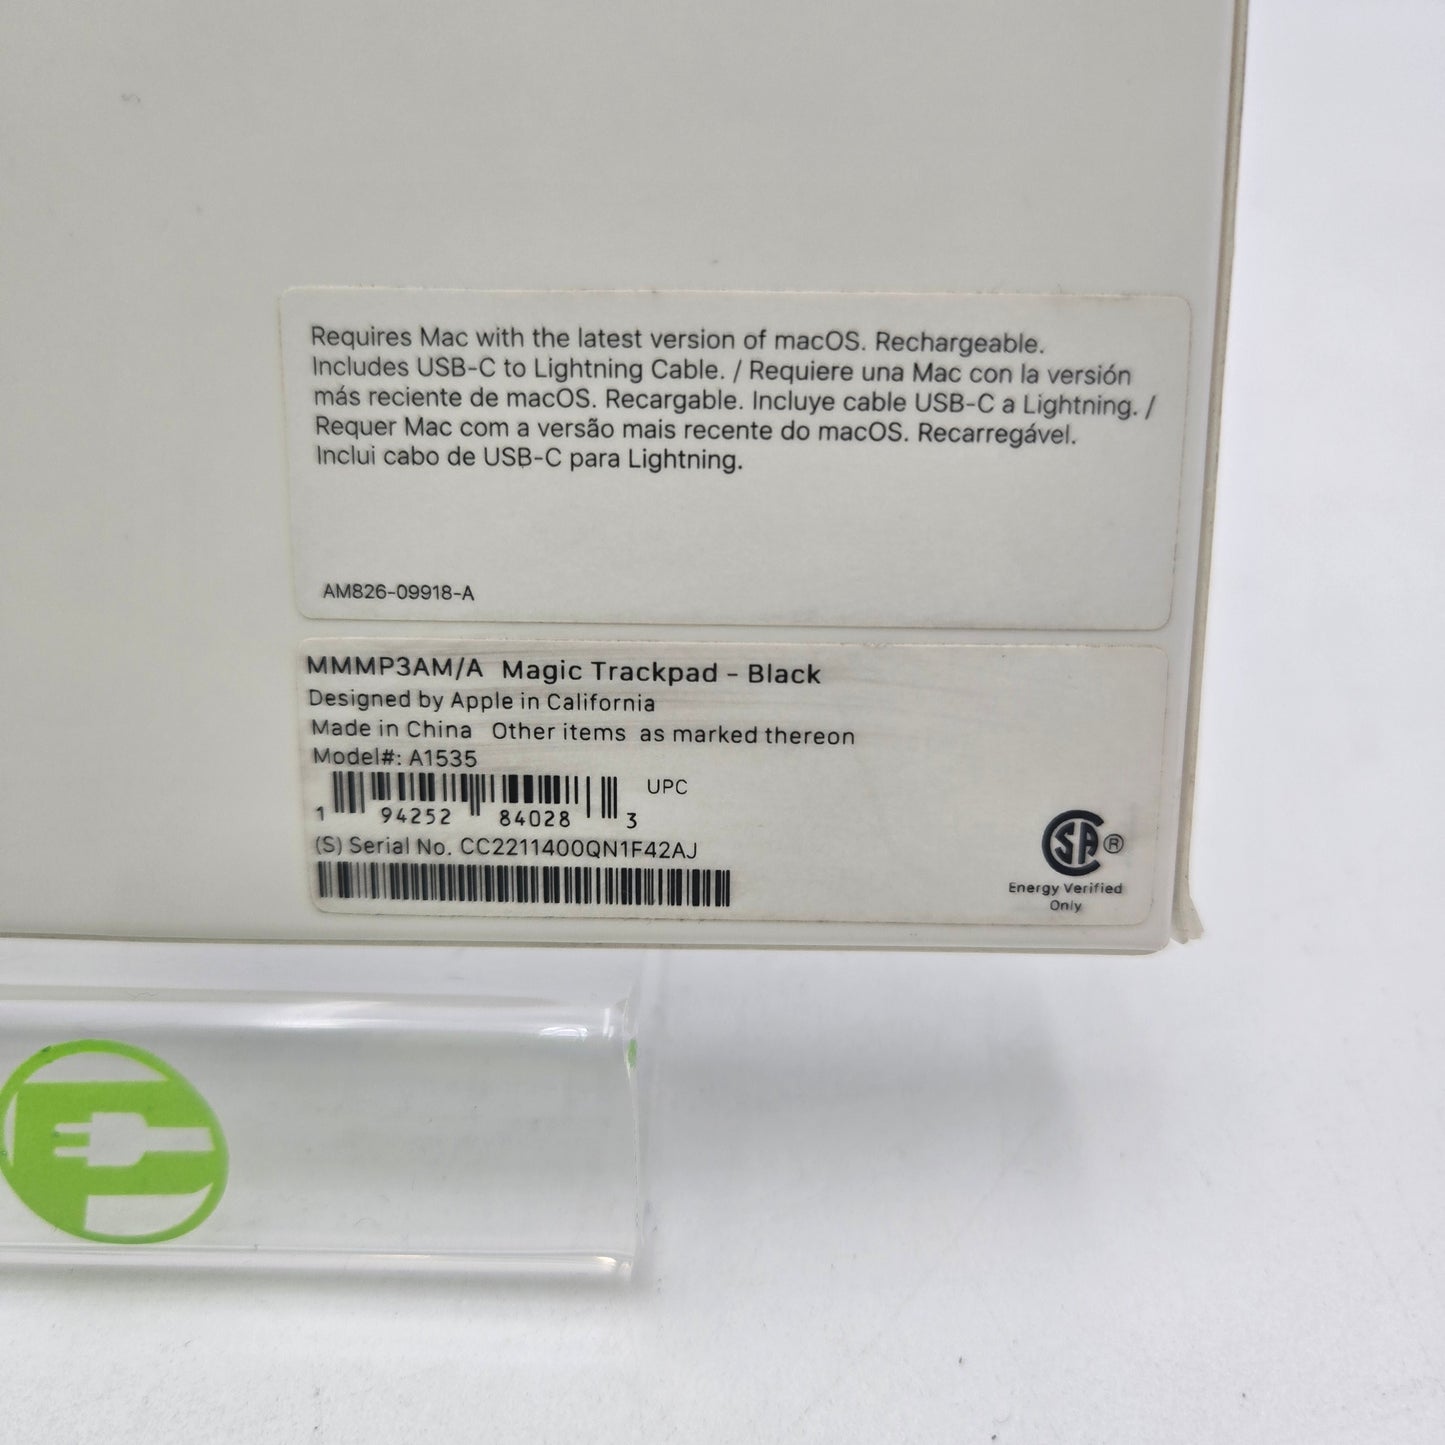 Requires Mac with the latest version of macOS. Rechargeable.
Includes USB-C to Lightning Cable. / Requiere una Mac con la versión
más reciente de macOS. Recargable. Incluye cable USB-C a Lightning. /
Requer Mac com a versão mais recente do macOS. Recarregável.
Inclui cabo de USB-C para Lightning.
AM826-09918-A
MMMP3AM/A Magic Trackpad - Black
Designed by Apple in California
Made in China Other items as marked thereon
Model#: A1535
UPC
1 94252 84028 3
(S) Serial No. CC2211400QN1F42AJ
SA ®
Energy Verified
Only